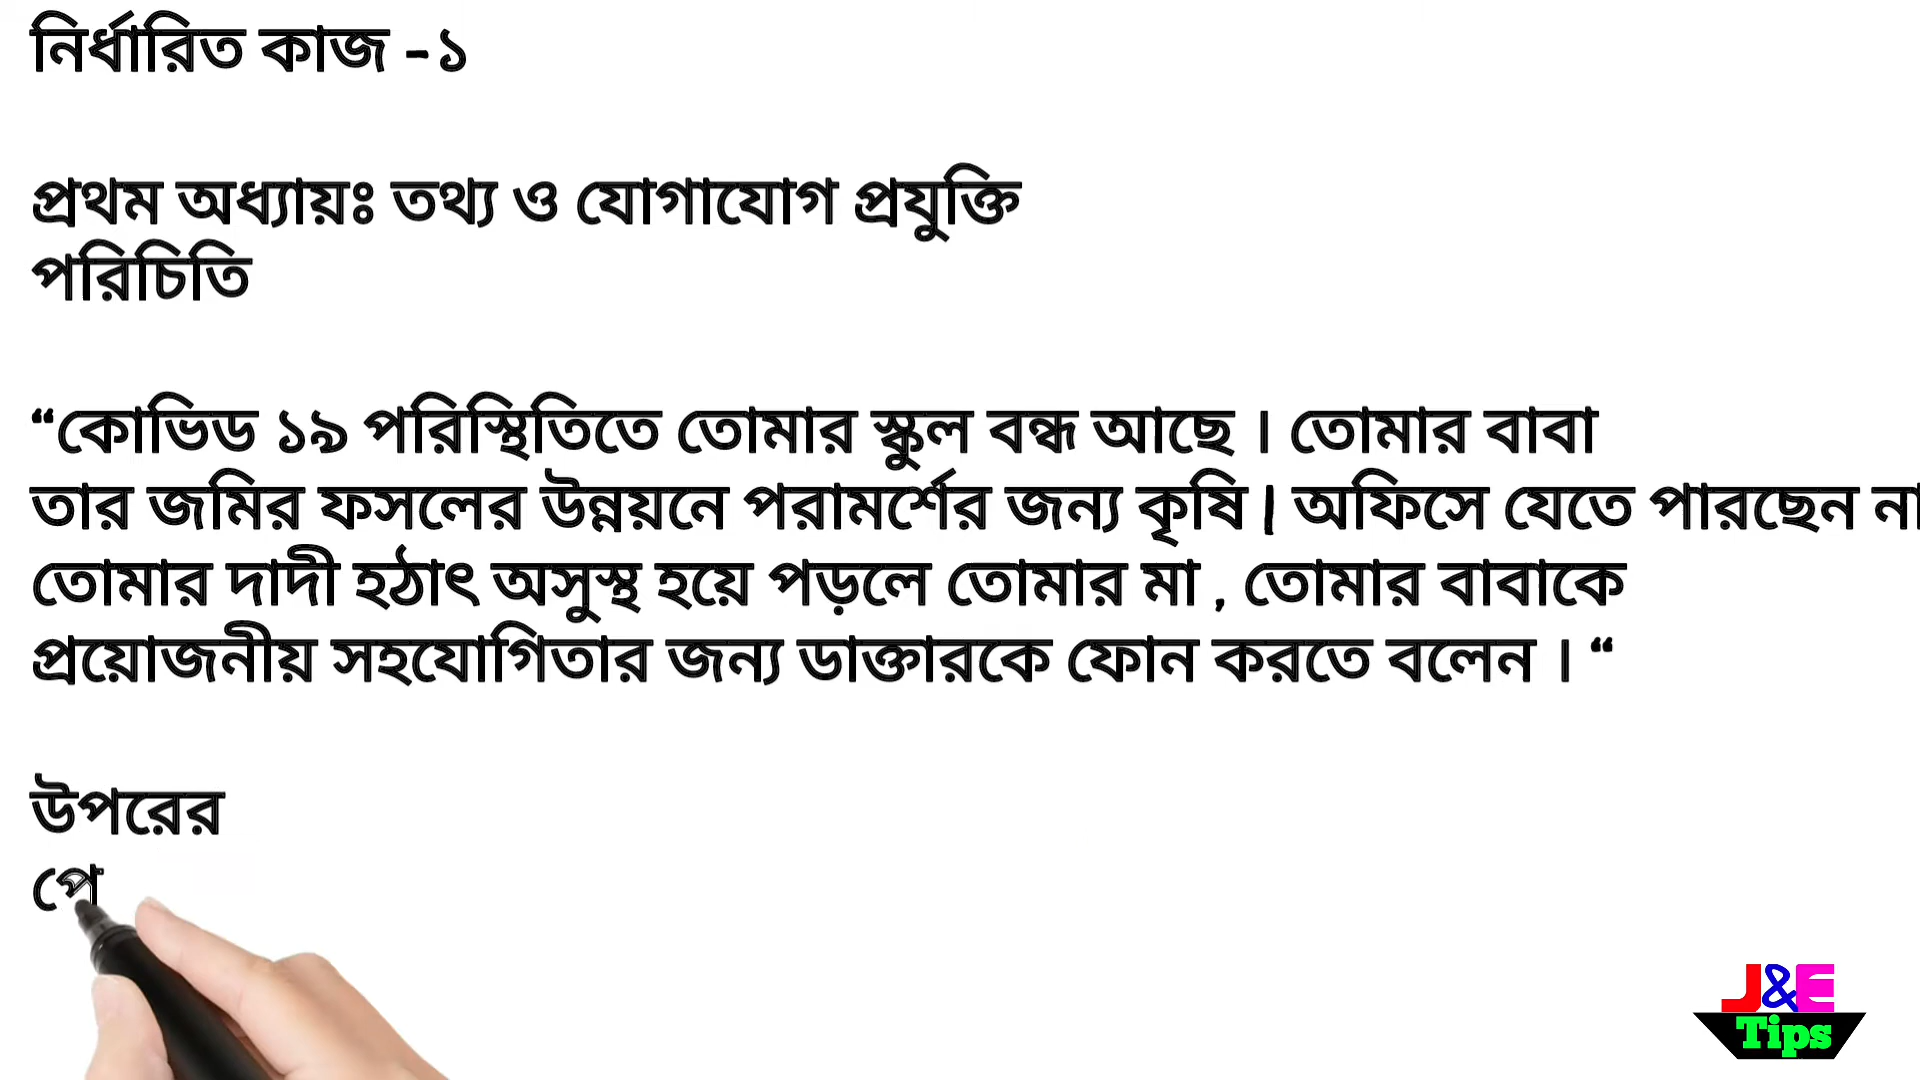 নির্ধারিত কাজ -১
প্রথম অধ্যায়ঃ তথ্য ও যোগাযোগ প্রযুক্তি
পরিচিতি
“কোভিড ১৯ পরিস্থিতিতে তোমার স্কুল বন্ধ আছে । তোমার বাবা
তার জমির ফসলের উন্নয়নে পরামর্শের জন্য কৃষি | অফিসে যেতে পারছেন না
তোমার দাদী হঠাৎ অসুস্থ হয়ে পড়লে তোমার মা , তোমার বাবাকে
প্রয়োজনীয় সহযোগিতার জন্য ডাক্তারকে ফোন করতে বলেন । “
উপরের
পে
J&E
Tips